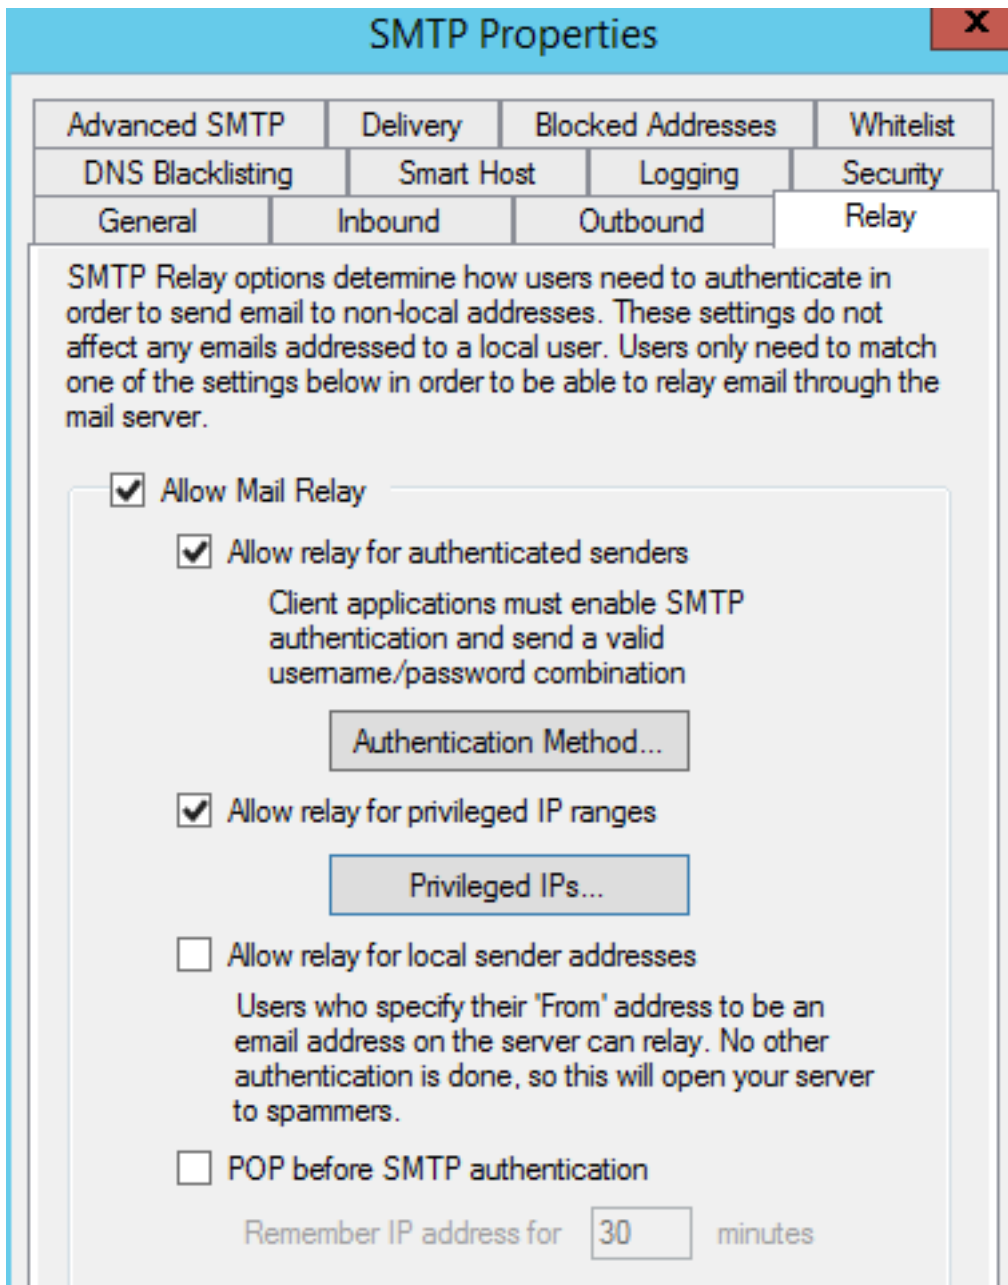 SMTP Properties
x
Advanced SMTP Delivery Blocked Addresses Whitelist
DNS Blacklisting Smart Host Logging Security
General Inbound Outbound Relay
SMTP Relay options determine how users need to authenticate in
order to send email to non-local addresses. These settings do not
affect any emails addressed to a local user. Users only need to match
one of the settings below in order to be able to relay email through the
mail server.
Allow Mail Relay
Allow relay for authenticated senders
Client applications must enable SMTP
authentication and send a valid
username/password combination
Authentication Method...
Allow relay for privileged IP ranges
Privileged IPs...
Allow relay for local sender addresses
Users who specify their 'From' address to be an
email address on the server can relay. No other
authentication is done, so this will open your server
to spammers.
POP before SMTP authentication
Remember IP address for 30 minutes